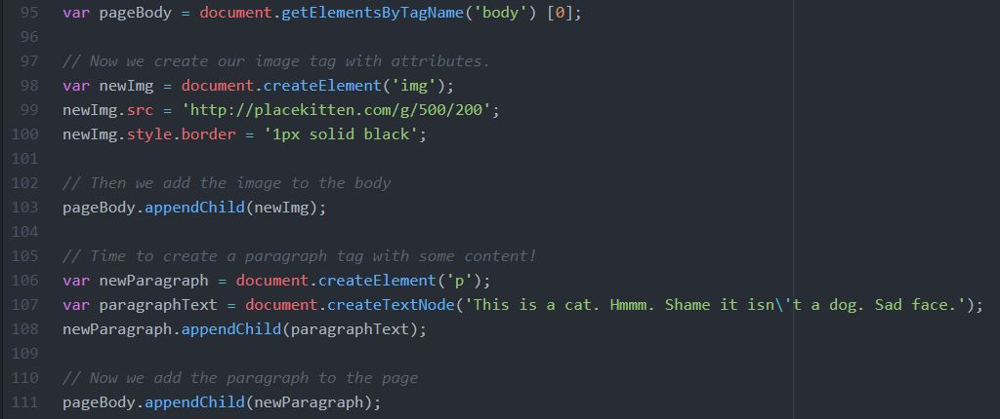 95 var pageBody = document.getElementsByTagName('body') [0];
96
97 // Now we create our image tag with attributes.
98 var newImg = document.createElement('img');
99 newImg.src = 'http://placekitten.com/g/500/200';
100 newImg.style.border = '1px solid black';
101
102 // Then we add the image to the body
103 pageBody.appendChild(newImg);
104
105 // Time to create a paragraph tag with some content!
106 var newParagraph = document.createElement('p');
107 var paragraphText = document.createTextNode('This is a cat. Hmmm. Shame it isn\'t a dog. Sad face.');
108 newParagraph.appendChild(paragraphText);
109
110 // Now we add the paragraph to the page
111 pageBody.appendChild(newParagraph);